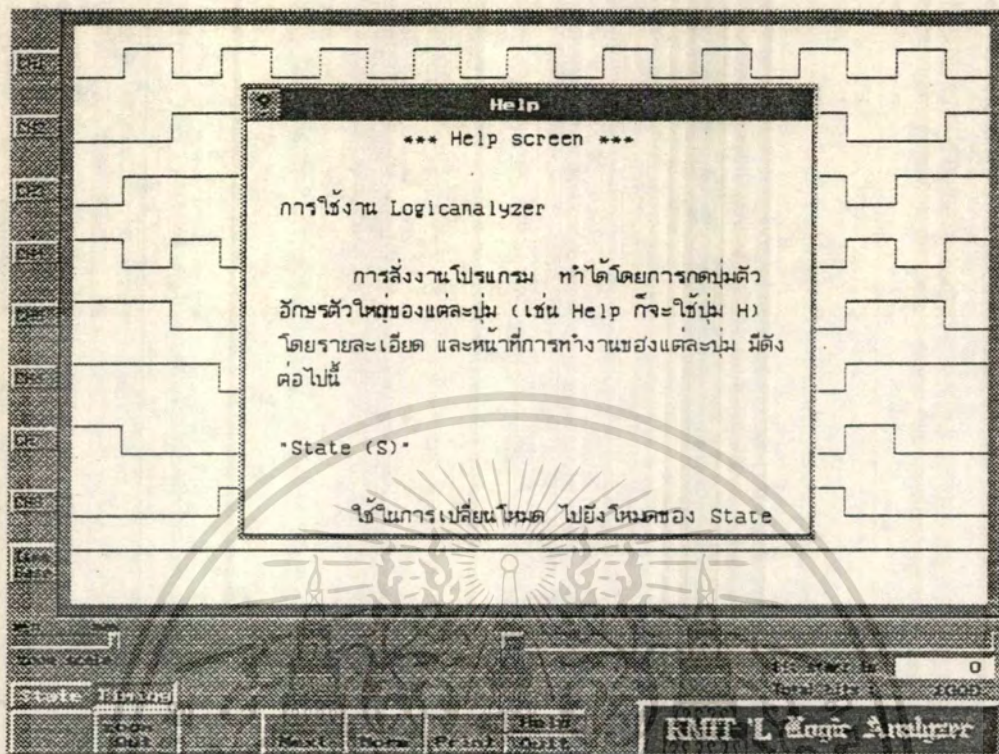 CH1
Help
*** Help screen ***
CH2
CH3
การใช้งาน Logicanalyzer
การสั่งงานโปรแกรม ทำได้โดยการกดปุ่มตัว
อักษรตัวใหญ่ของแต่ละปุ่ม (เช่น Help ก็จะใช้ปุ่ม H)
โดยรายละเอียด และหน้าที่การทำงานของแต่ละปุ่ม มีดัง
ต่อไปนี้
"State (S)"
ใช้ในการเปลี่ยนโหมด ไปยังโหมดของ State
Zoom scale
0
State Timing
Total bits :
Out
Next
Print
Help
Quit
KMIT'L Logic Analyzer